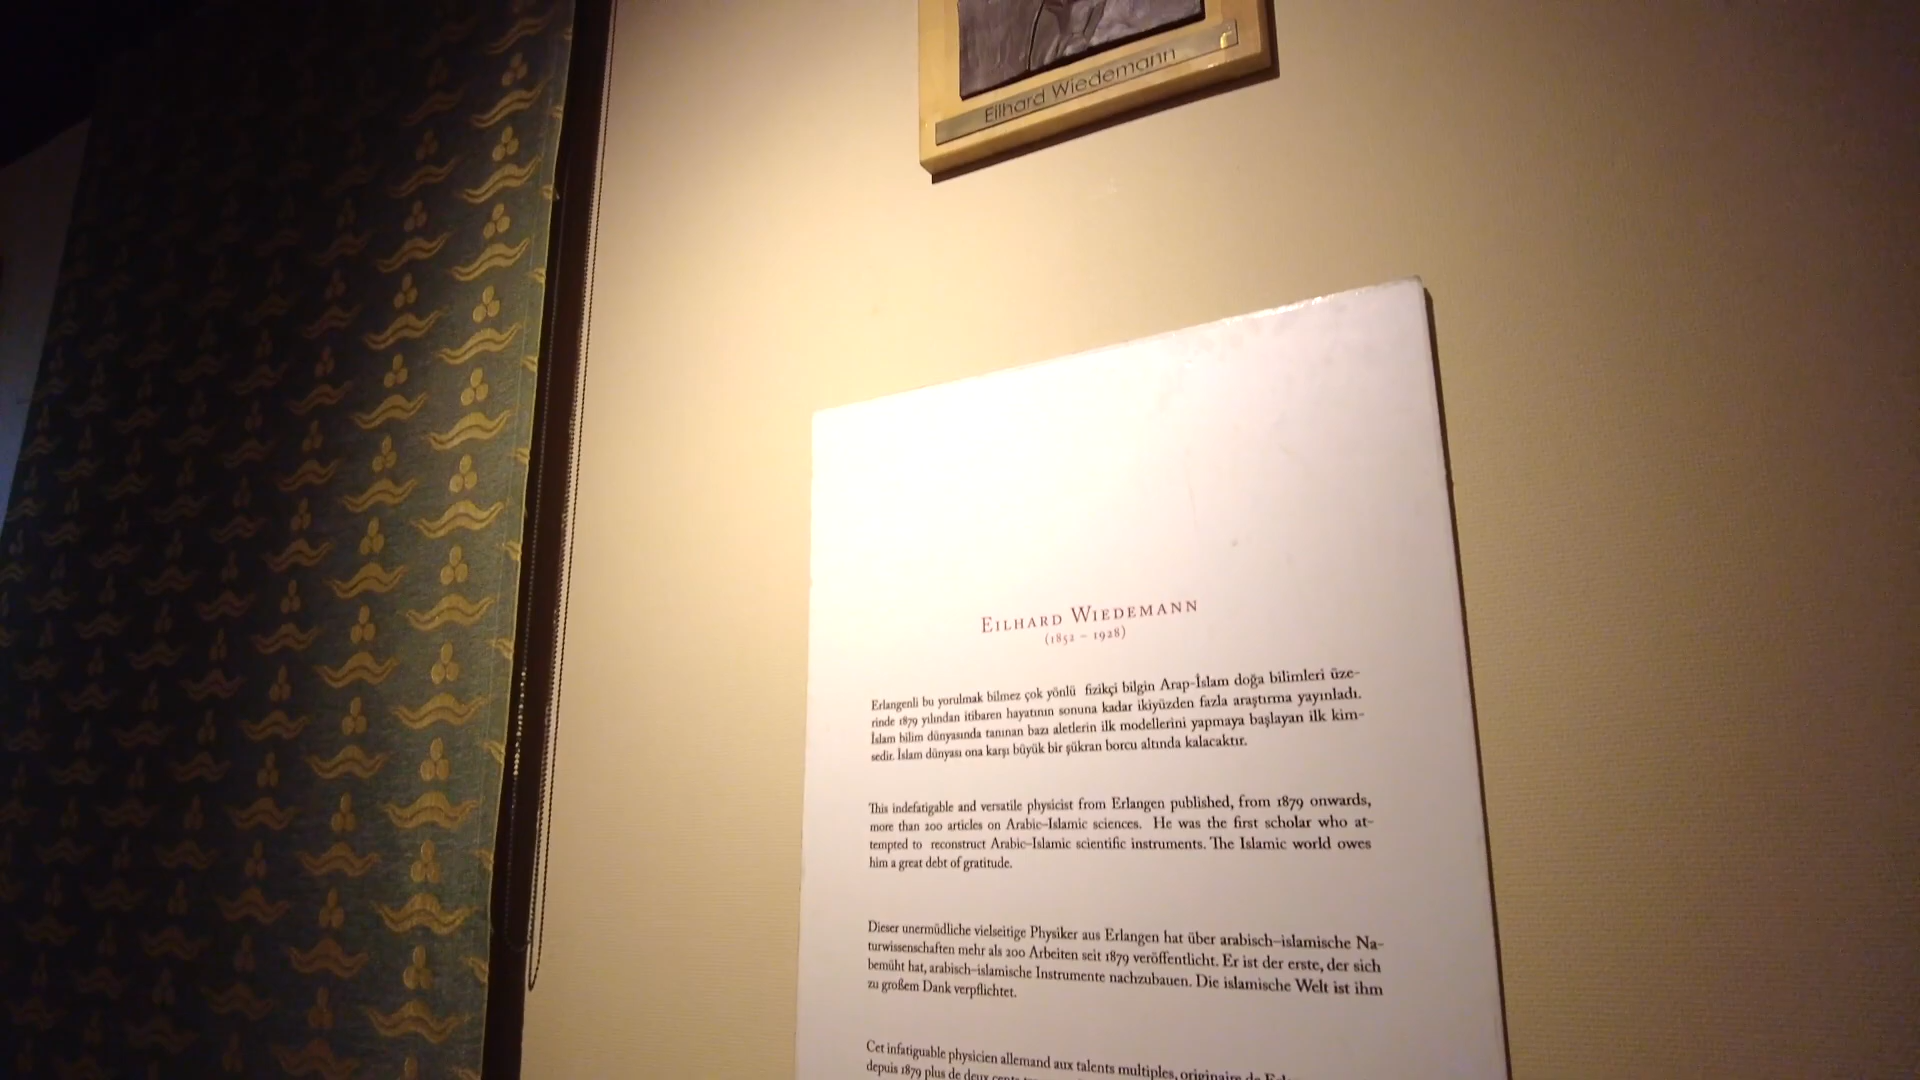 Eilhard Wiedemann
EILHARD WIEDEMANN
(1852 – 1928)
Erlangenli bu yorulmak bilmez çok yönlü fizikçi bilgin Arap-İslam doğa bilimleri üze-
rinde 1879 yılından itibaren hayatının sonuna kadar ikiyüzden fazla araştırma yayınladı.
İslam bilim dünyasında tanınan bazı aletlerin ilk modellerini yapmaya başlayan ilk kim-
sedir. İslam dünyası ona karşı büyük bir şükran borcu altında kalacaktır.
This indefatigable and versatile physicist from Erlangen published, from 1879 onwards,
more than 200 articles on Arabic–Islamic sciences. He was the first scholar who at-
tempted to reconstruct Arabic–Islamic scientific instruments. The Islamic world owes
him a great debt of gratitude.
Dieser unermüdliche vielseitige Physiker aus Erlangen hat über arabisch–islamische Na-
turwissenschaften mehr als 200 Arbeiten seit 1879 veröffentlicht. Er ist der erste, der sich
bemüht hat, arabisch–islamische Instrumente nachzubauen. Die islamische Welt ist ihm
zu großem Dank verpflichtet.
Cet infatiguable physicien allemand aux talents multiples, originaire de
depuis 1879 plus de deux